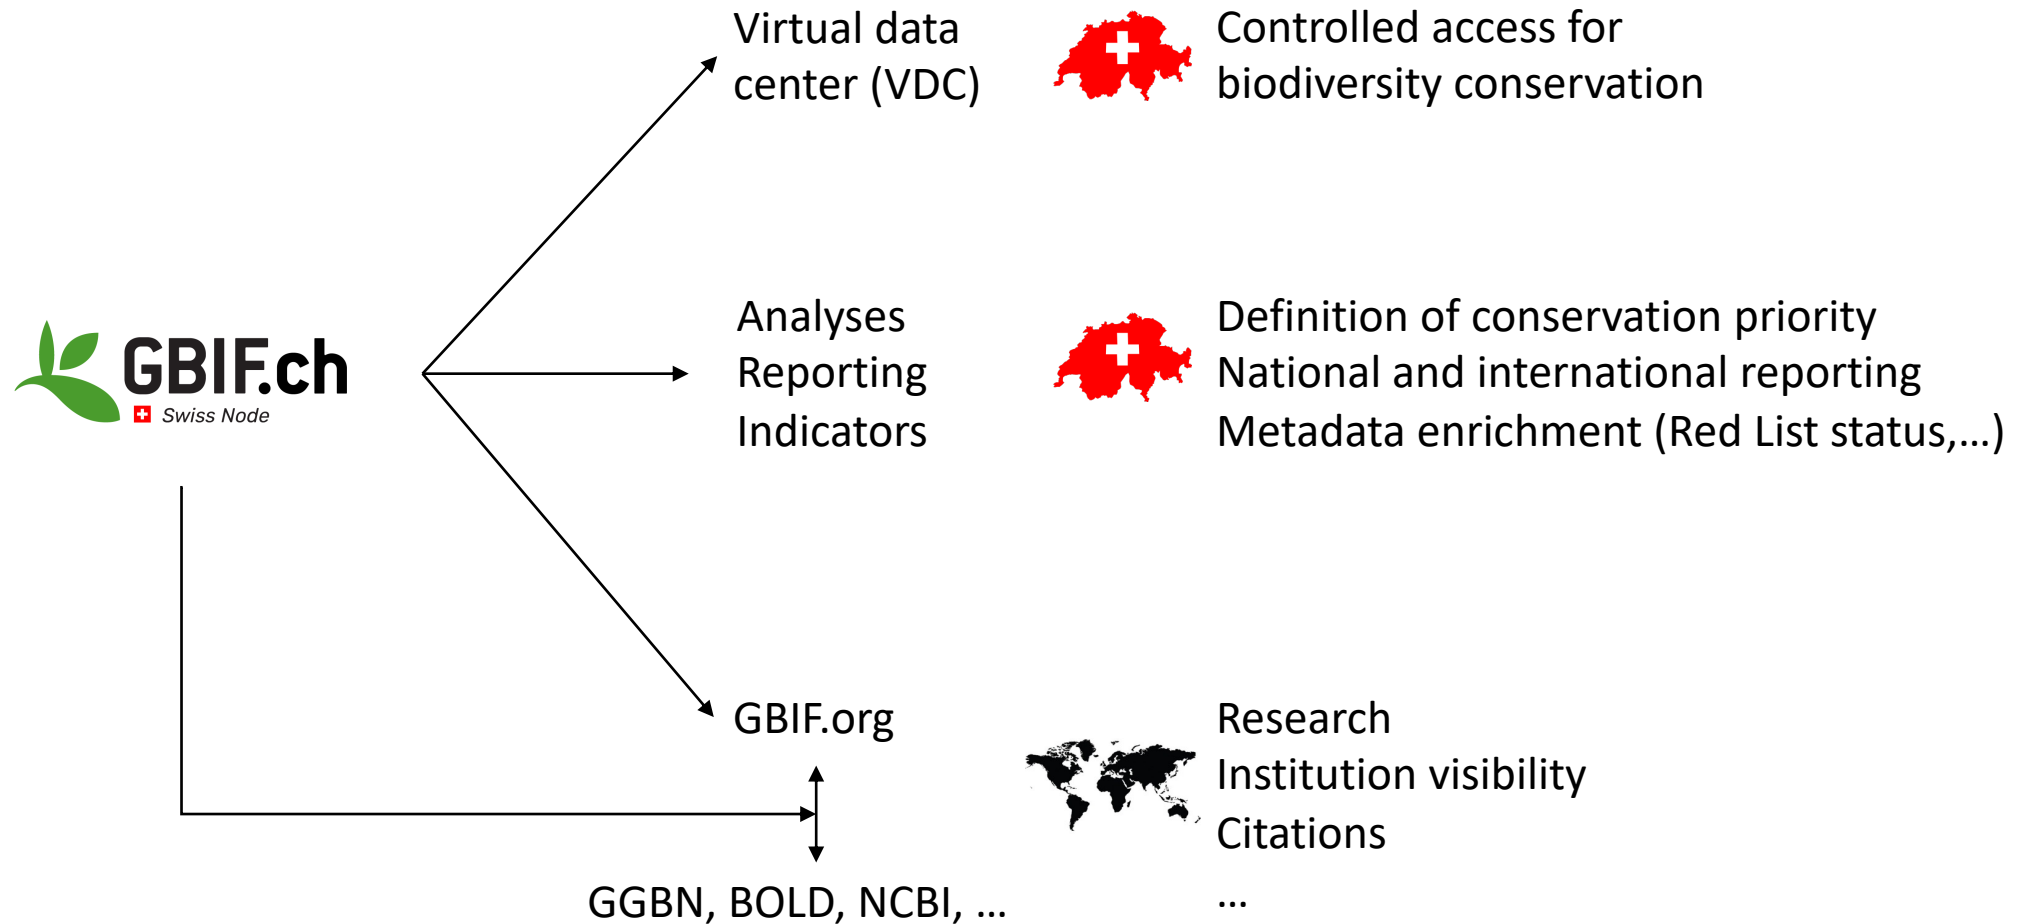 Virtual data
center (VDC)
Controlled access for
biodiversity conservation
GBIF.ch
Swiss Node
Analyses
Reporting
Indicators
Definition of conservation priority
National and international reporting
Metadata enrichment (Red List status,...)
GBIF.org
Research
Institution visibility
Citations
...
GGBN, BOLD, NCBI, ...